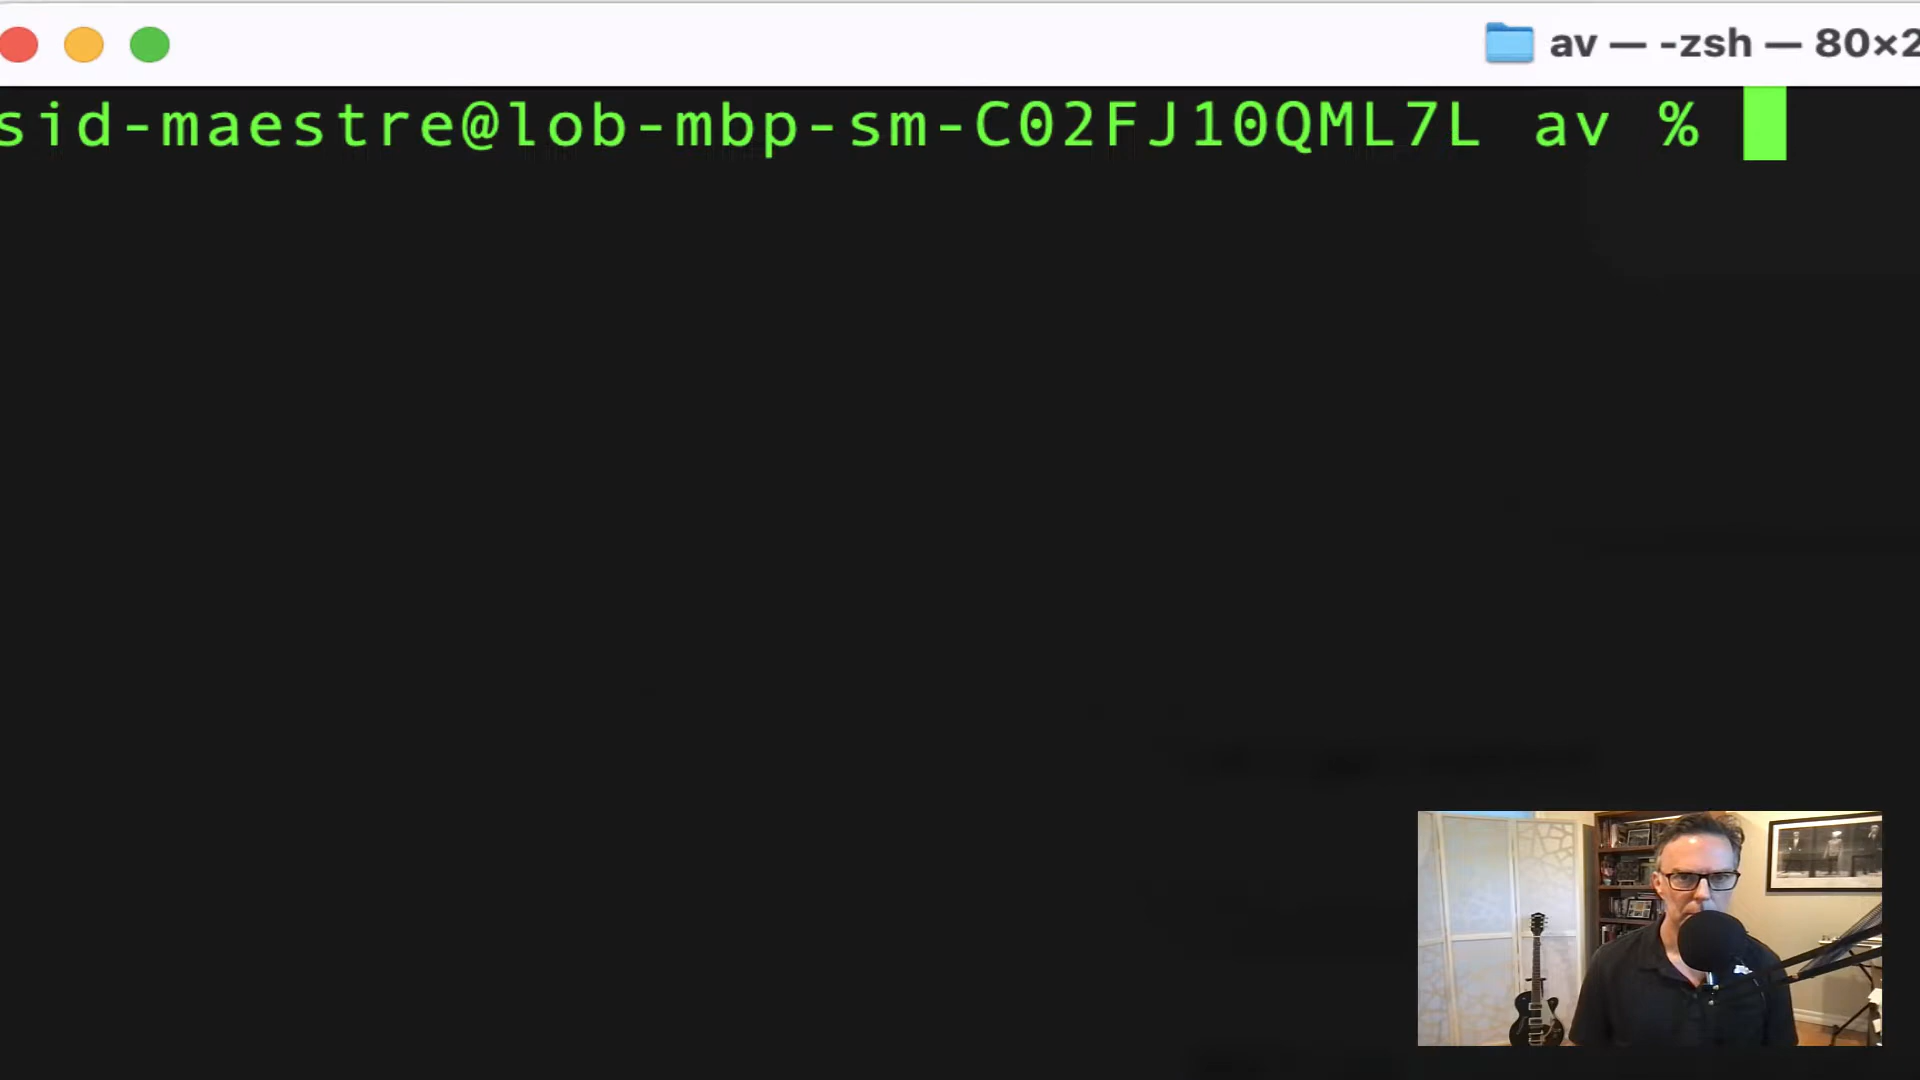 av — -zsh — 80×2
sid-maestre@lob-mbp-sm-C02FJ10QML7L av %